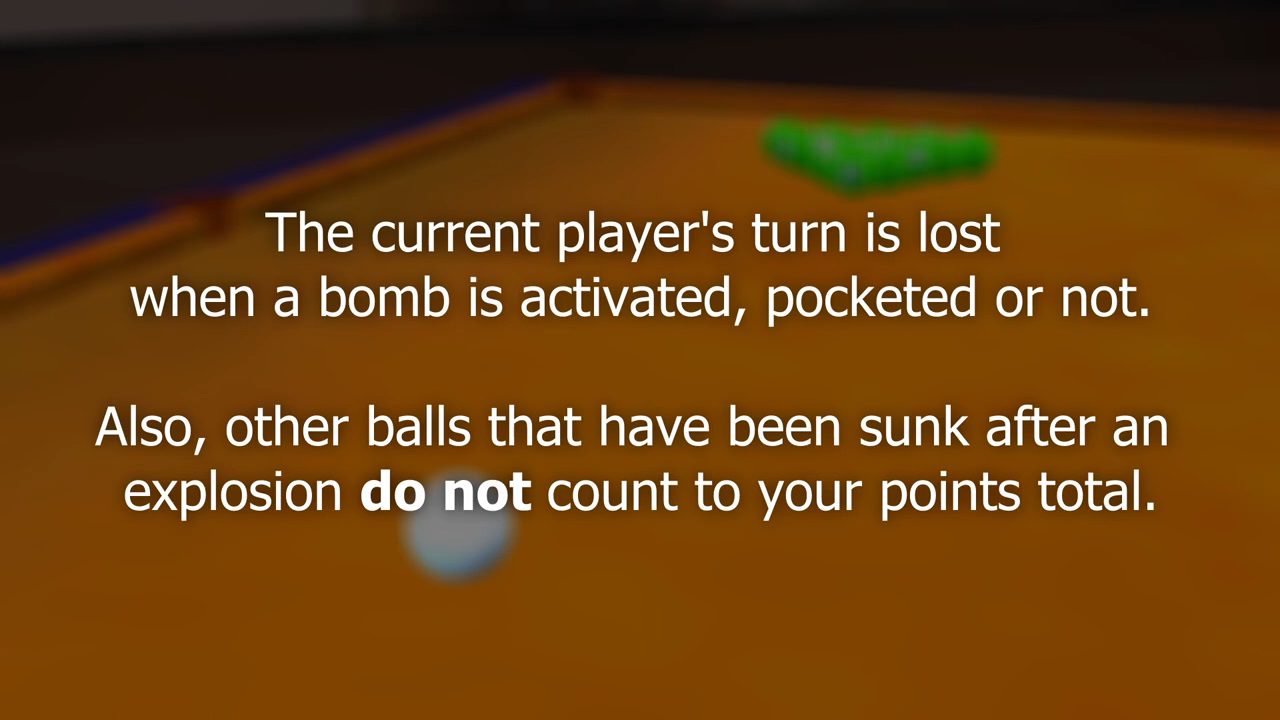 The current player's turn is lost
when a bomb is activated, pocketed or not.
Also, other balls that have been sunk after an
explosion do not count to your points total.